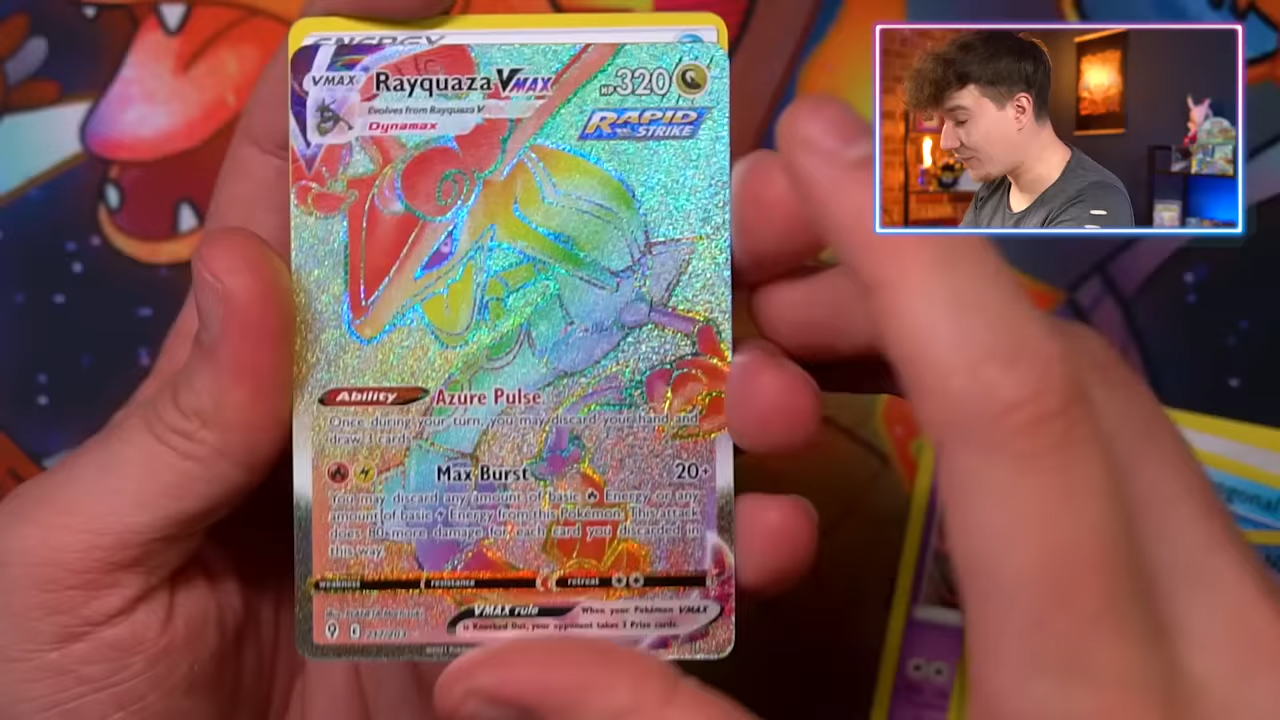 ENERGY
VMAX Rayquaza VMAX HP 320
Evolves from Rayquaza V
Dynamax
RAPID
STRIKE
Ability Azure Pulse
Once during your turn, you may discard your hand and
draw 3 cards.
Max Burst 20+
You may discard any amount of basic Energy or any
amount of basic Energy from this Pokémon. This attack
does 80 more damage for each card you discarded in
this way.
weakness resistance retreat
VMAX rule When your Pokémon VMAX
is Knocked Out, your opponent takes 3 Prize cards.